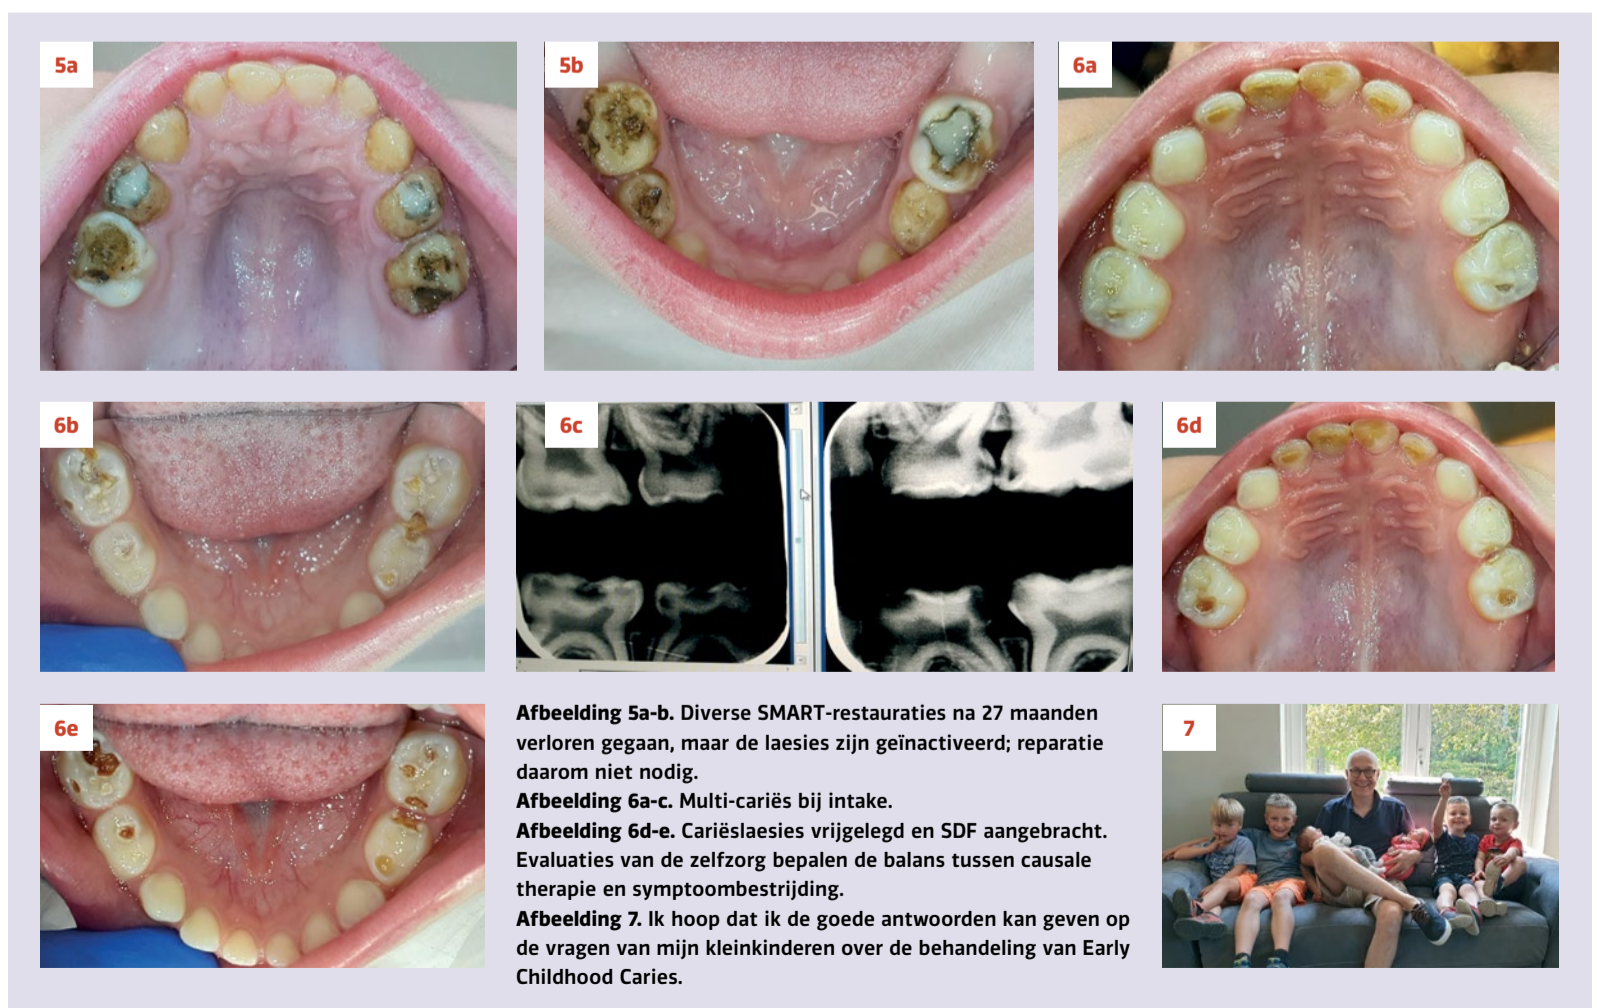 5a
5b
6a
6b
6c
6d
6e
Afbeelding 5a-b. Diverse SMART-restauraties na 27 maanden
verloren gegaan, maar de laesies zijn geïnactiveerd; reparatie
daarom niet nodig.
Afbeelding 6a-c. Multi-cariës bij intake.
Afbeelding 6d-e. Cariëslaesies vrijgelegd en SDF aangebracht.
Evaluaties van de zelfzorg bepalen de balans tussen causale
therapie en symptoombestrijding.
Afbeelding 7. Ik hoop dat ik de goede antwoorden kan geven op
de vragen van mijn kleinkinderen over de behandeling van Early
Childhood Caries.
7